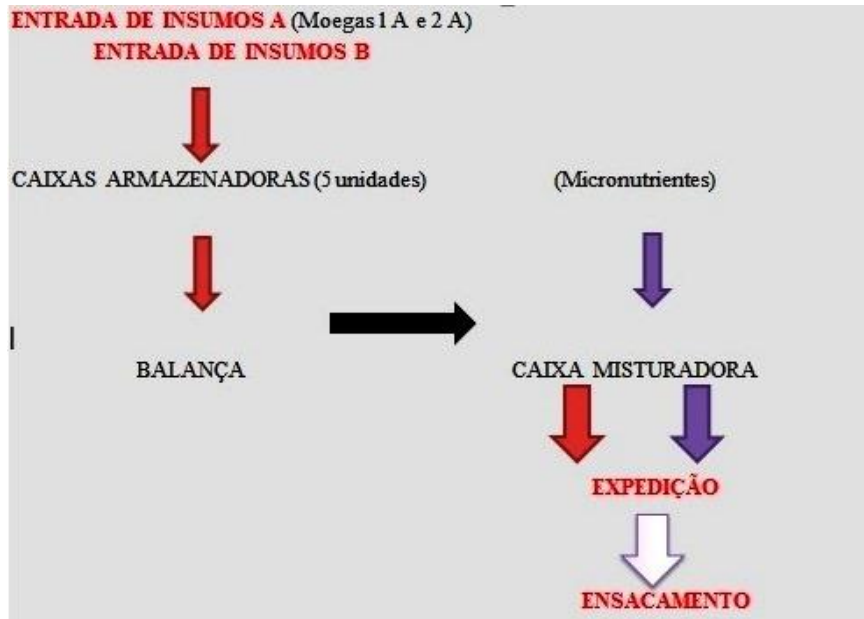 ENTRADA DE INSUMOS A (Moegas 1 A e 2 A)
ENTRADA DE INSUMOS B
CAIXAS ARMAZENADORAS (5 unidades)
(Micronutrientes)
BALANÇA
CAIXA MISTURADORA
EXPEDIÇÃO
ENSACAMENTO